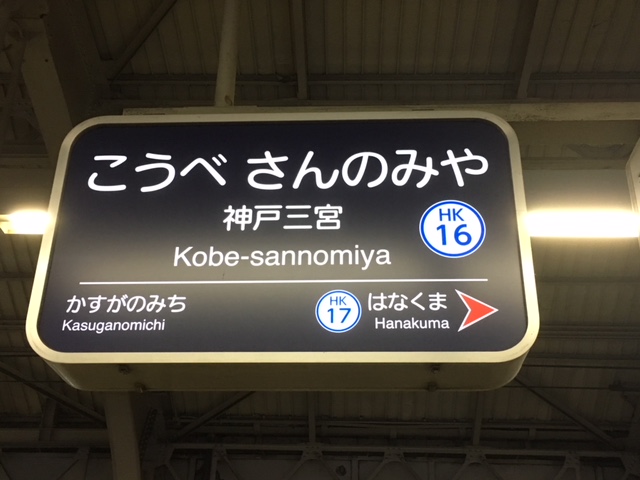 こうべ さんのみや
神戸三宮
HK
16
Kobe-sannomiya
かすがのみち
Kasuganomichi
HK
17
はなくま
Hanakuma